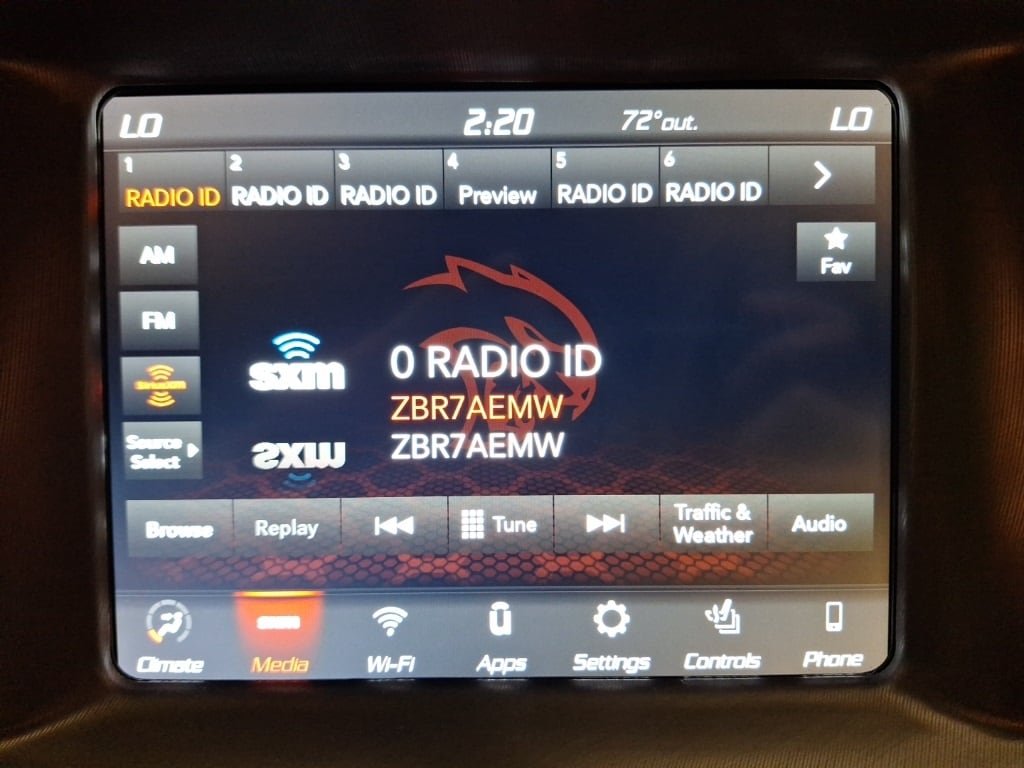 LO 2:20 72° out. LO
1 2 3 4 5 6
RADIO ID RADIO ID RADIO ID Preview RADIO ID RADIO ID
AM
Fav
FM
sxm
0 RADIO ID
SiriusXM
ZBR7AEMW
ZBR7AEMW
Source
Select
Browse Replay Tune Traffic & Audio
Weather
sxm ū
Climate Media Wi-Fi Apps Settings Controls Phone